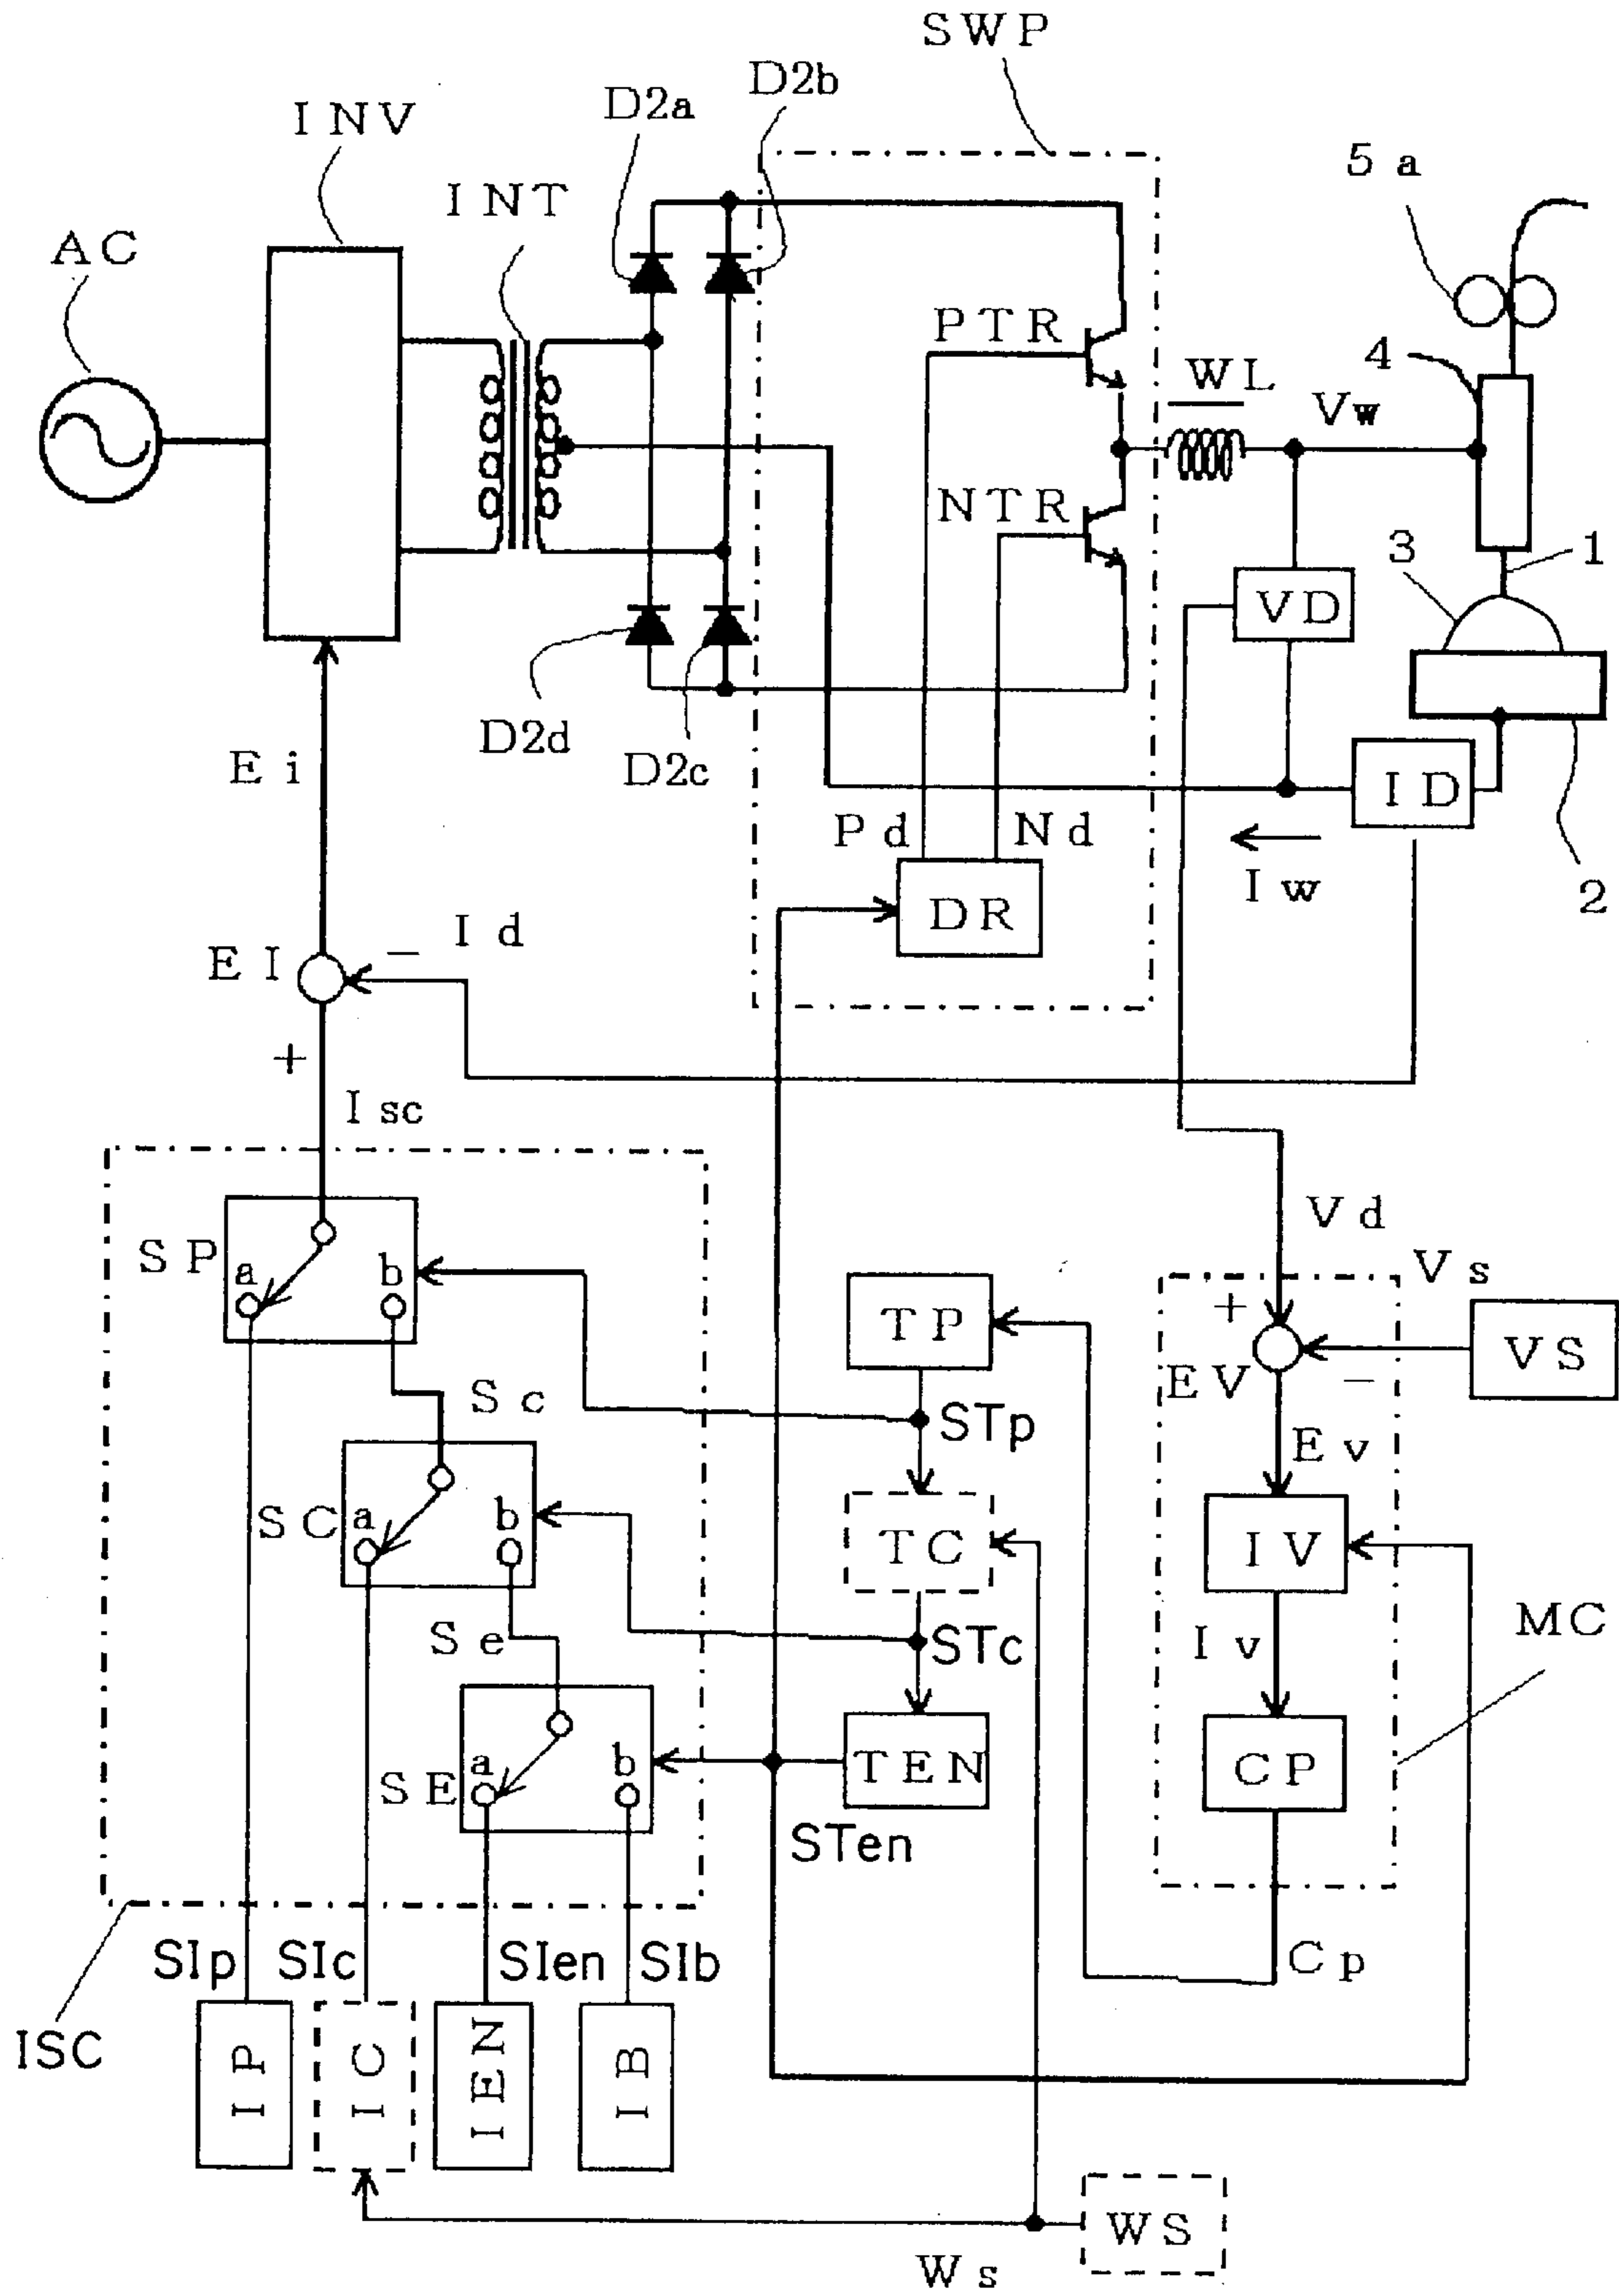 SWP
D2b
D2a
INV
5a
INT
AC
PTR
4
WL
Vw
NTR
3
1
VD
D2d
D2c
Ei
ID
Pd
Nd
Iw
2
DR
Id
EI
−
+
Isc
Vd
SP
a
b
Vs
TP
+
VS
EV
−
Sc
STp
Ev
SC
a
b
TC
IV
MC
Se
STc
Iv
SE
a
b
TEN
CP
STen
SIp
SIc
SIen
SIb
Cp
ISC
IP
IC
IEN
IB
WS
Ws